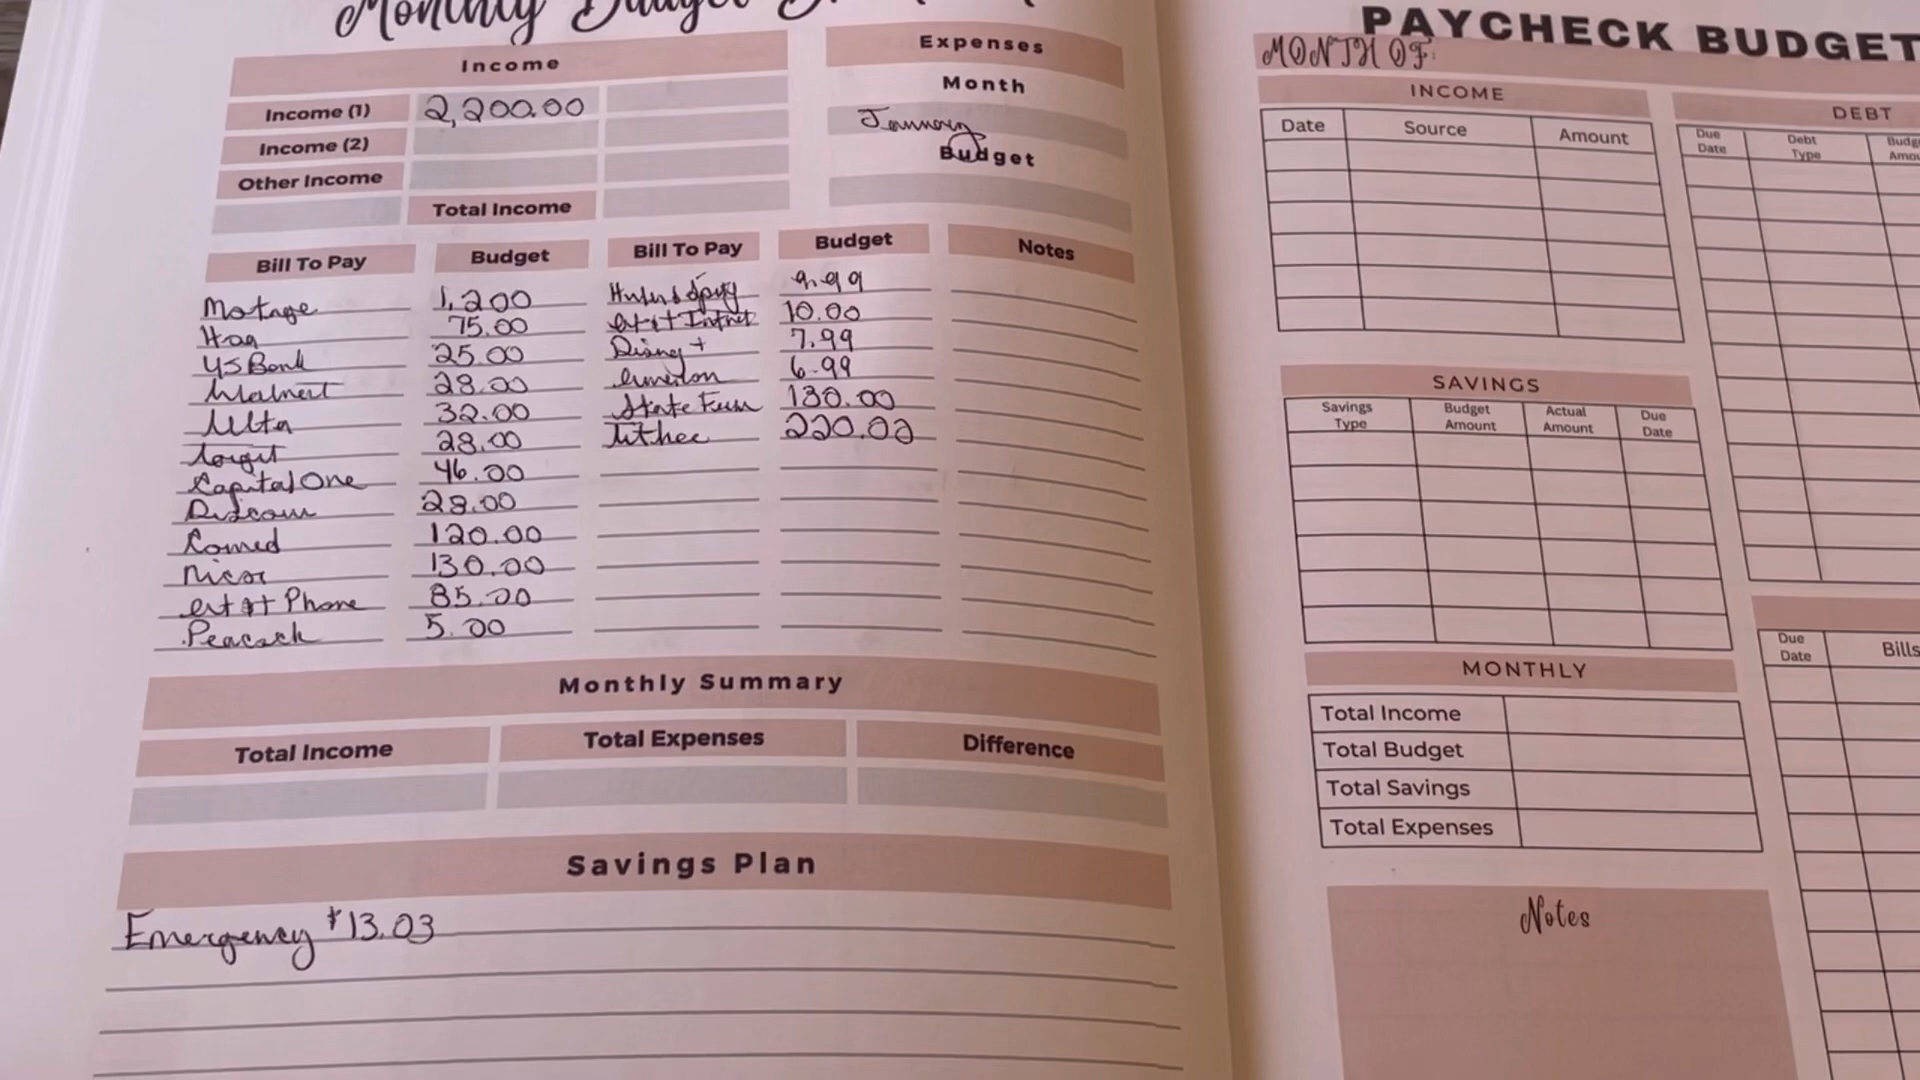 Monthly Budget
Income
Income (1) 2,200.00
Income (2)
Other Income
Total Income
Expenses
Month
January
Budget
Bill To Pay Budget Bill To Pay Budget Notes
Motage 1,200 9.99
Hoa 75.00 At&t Intnet 10.00
US Bank 25.00 Disney + 7.99
Walmert 28.00 6.99
Ulta 32.00 State Farm 130.00
Target 28.00 Tithee 220.00
Capital One 46.00
Discover 28.00
Comed 120.00
Nicor 130.00
At&t Phone 85.00
Peacock 5.00
Monthly Summary
Total Income Total Expenses Difference
Savings Plan
Emergency $13.03
PAYCHECK BUDGET
MONTH OF:
INCOME
Date Source Amount
SAVINGS
Savings Type Budget Amount Actual Amount Due Date
MONTHLY
Total Income
Total Budget
Total Savings
Total Expenses
Notes
DEBT
Due Date Debt Type
Due Date Bills